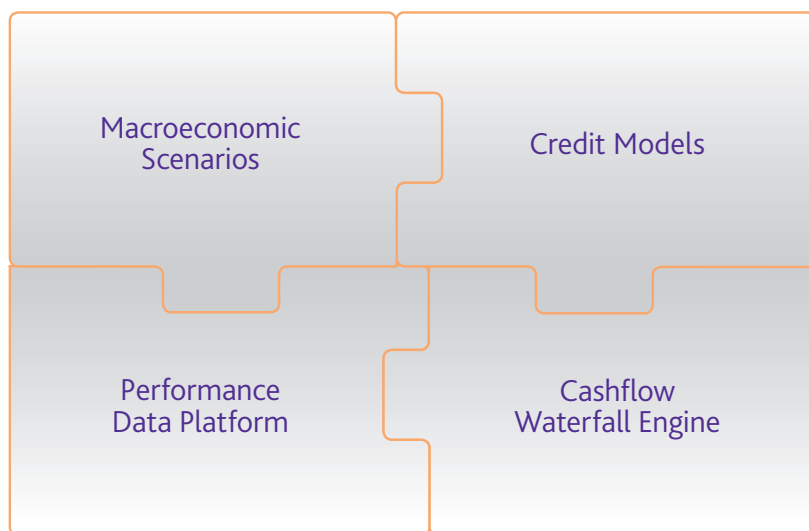 Macroeconomic
Scenarios
Credit Models
Performance
Data Platform
Cashflow
Waterfall Engine